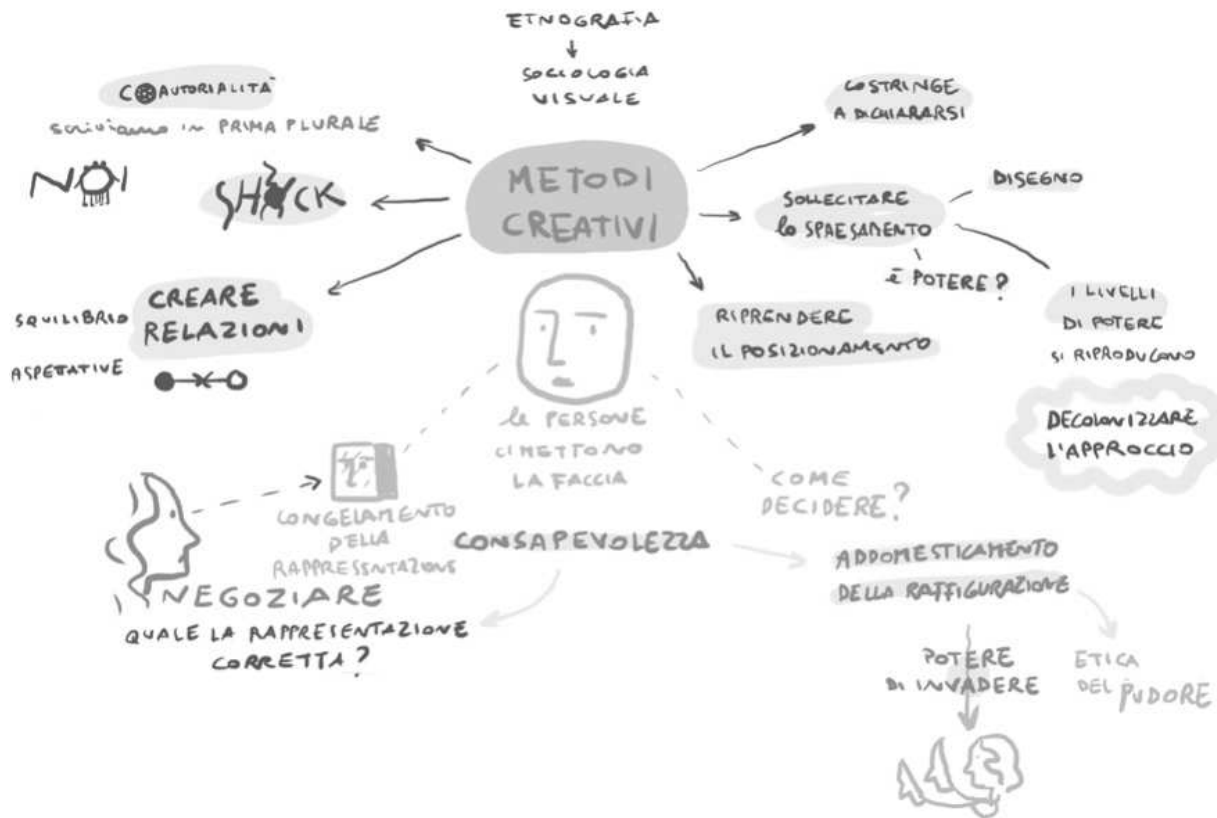 ETNOGRAFIA
SOCIOLOGIA
VISUALE
COAUTORIALITÀ
scriviamo in PRIMA PLURALE
NOI
SHOCK
METODI
CREATIVI
COSTRINGE
A DICHIARARSI
SOLLECITARE
lo SPAESAMENTO
DISEGNO
è POTERE?
I LIVELLI
DI POTERE
SI RIPRODUCONO
DECOLONIZZARE
L'APPROCCIO
RIPRENDERE
IL POSIZIONAMENTO
SQUILIBRIO
ASPETATIVE
CREARE
RELAZIONI
le PERSONE
CI METTONO
LA FACCIA
COME
DECIDERE?
CONGELAMENTO
DELLA
RAPPRESENTAZIONE
CONSAPEVOLEZZA
NEGOZIARE
QUALE LA RAPPRESENTAZIONE
CORRETTA?
ADDOMESTICAMENTO
DELLA RAFFIGURAZIONE
POTERE
DI INVADERE
ETICA
DEL PUDORE